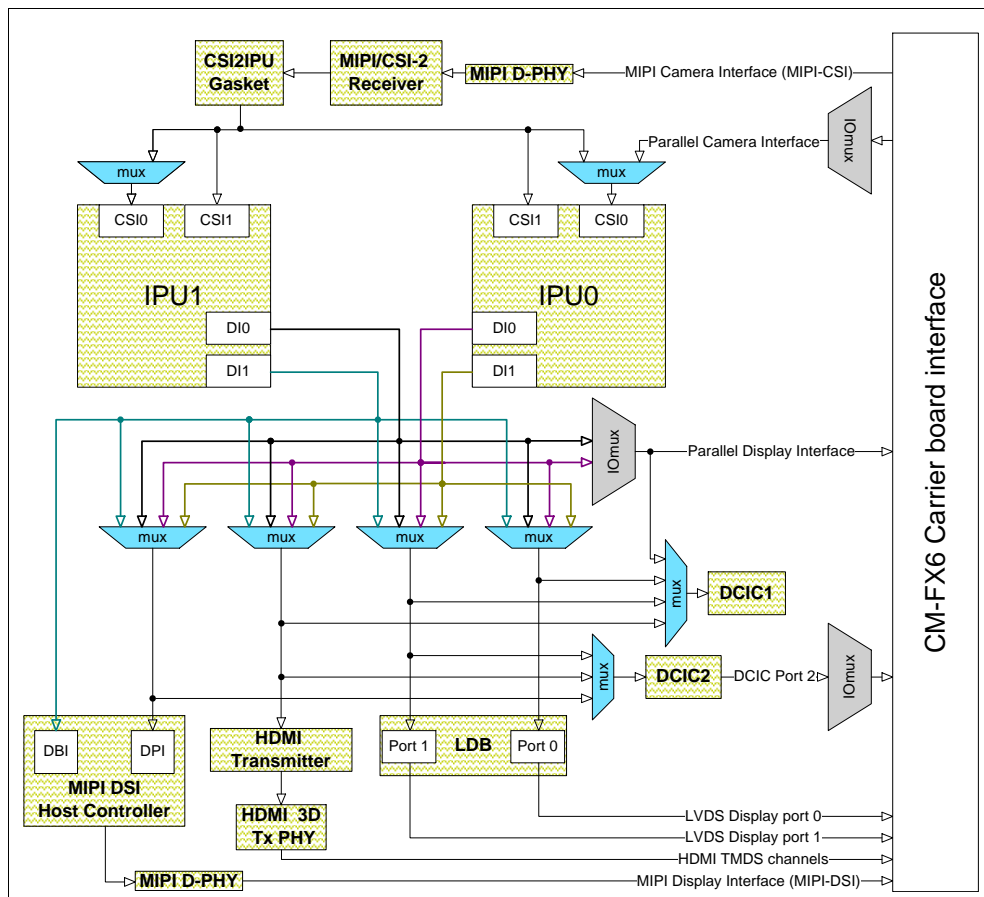 CSI2IPU
Gasket
MIPI/CSI-2
Receiver
MIPI D-PHY
MIPI Camera Interface (MIPI-CSI)
IOmux
Parallel Camera Interface
mux
mux
CSI0
CSI1
CSI1
CSI0
IPU1
IPU0
DI0
DI0
DI1
DI1
IOmux
Parallel Display Interface
CM-FX6 Carrier board interface
mux
mux
mux
mux
mux
DCIC1
mux
DCIC2
DCIC Port 2
IOmux
DBI
DPI
MIPI DSI
Host Controller
HDMI
Transmitter
Port 1
LDB
Port 0
HDMI 3D
Tx PHY
LVDS Display port 0
LVDS Display port 1
HDMI TMDS channels
MIPI D-PHY
MIPI Display Interface (MIPI-DSI)